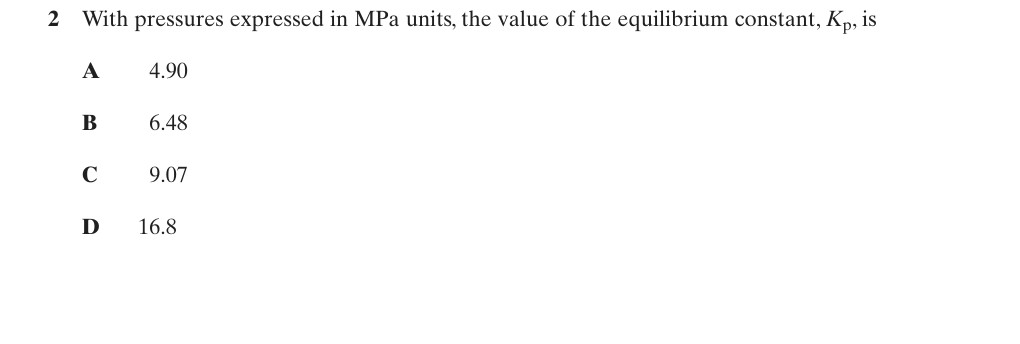 2 With pressures expressed in MPa units, the value of the equilibrium constant, Kp, is
A 4.90
B 6.48
C 9.07
D 16.8